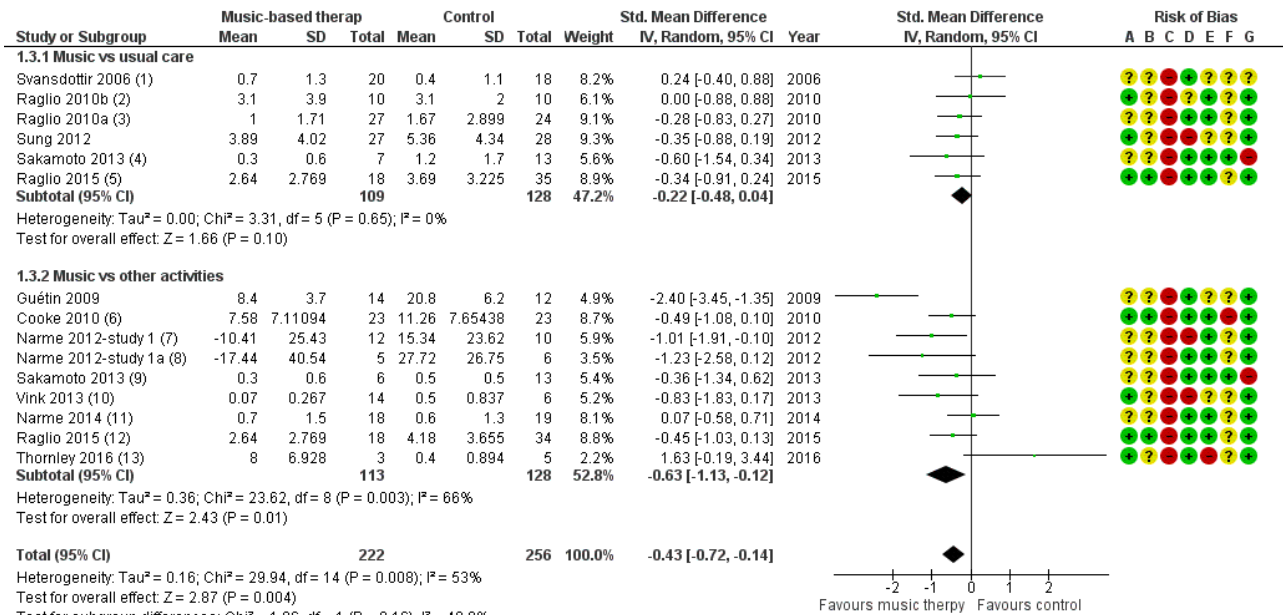 Music-based therap Control Std. Mean Difference Std. Mean Difference Risk of Bias
Study or Subgroup Mean SD Total Mean SD Total Weight IV, Random, 95% CI Year IV, Random, 95% CI A B C D E F G
1.3.1 Music vs usual care
Svansdottir 2006 (1) 0.7 1.3 20 0.4 1.1 18 8.2% 0.24 [-0.40, 0.88] 2006 ? ? - + ? ? ?
Raglio 2010b (2) 3.1 3.9 10 3.1 2 10 6.1% 0.00 [-0.88, 0.88] 2010 + ? - ? + ? +
Raglio 2010a (3) 1 1.71 27 1.67 2.899 24 9.1% -0.28 [-0.83, 0.27] 2010 ? ? - + + ? +
Sung 2012 3.89 4.02 27 5.36 4.34 28 9.3% -0.35 [-0.88, 0.19] 2012 + ? - - ? ? +
Sakamoto 2013 (4) 0.3 0.6 7 1.2 1.7 13 5.6% -0.60 [-1.54, 0.34] 2013 ? ? - + + + -
Raglio 2015 (5) 2.64 2.769 18 3.69 3.225 35 8.9% -0.34 [-0.91, 0.24] 2015 + + - + + ? +
Subtotal (95% CI) 109 128 47.2% -0.22 [-0.48, 0.04]
Heterogeneity: Tau² = 0.00; Chi² = 3.31, df = 5 (P = 0.65); I² = 0%
Test for overall effect: Z = 1.66 (P = 0.10)
1.3.2 Music vs other activities
Guétin 2009 8.4 3.7 14 20.8 6.2 12 4.9% -2.40 [-3.45, -1.35] 2009 ? ? - + ? ? +
Cooke 2010 (6) 7.58 7.11094 23 11.26 7.65438 23 8.7% -0.49 [-1.08, 0.10] 2010 + ? - + + - +
Narme 2012-study 1 (7) -10.41 25.43 12 15.34 23.62 10 5.9% -1.01 [-1.91, -0.10] 2012 ? ? - - + ? +
Narme 2012-study 1a (8) -17.44 40.54 5 27.72 26.75 6 3.5% -1.23 [-2.58, 0.12] 2012 ? ? - + + ? +
Sakamoto 2013 (9) 0.3 0.6 6 0.5 0.5 13 5.4% -0.36 [-1.34, 0.62] 2013 ? ? - + + + -
Vink 2013 (10) 0.07 0.267 14 0.5 0.837 6 5.2% -0.83 [-1.83, 0.17] 2013 + ? - - ? ? +
Narme 2014 (11) 0.7 1.5 18 0.6 1.3 19 8.1% 0.07 [-0.58, 0.71] 2014 ? ? - + + + ?
Raglio 2015 (12) 2.64 2.769 18 4.18 3.655 34 8.8% -0.45 [-1.03, 0.13] 2015 + + - + + ? +
Thornley 2016 (13) 8 6.928 3 0.4 0.894 5 2.2% 1.63 [-0.19, 3.44] 2016 + ? - + - ? +
Subtotal (95% CI) 113 128 52.8% -0.63 [-1.13, -0.12]
Heterogeneity: Tau² = 0.36; Chi² = 23.62, df = 8 (P = 0.003); I² = 66%
Test for overall effect: Z = 2.43 (P = 0.01)
Total (95% CI) 222 256 100.0% -0.43 [-0.72, -0.14]
Heterogeneity: Tau² = 0.16; Chi² = 29.94, df = 14 (P = 0.008); I² = 53%
Test for overall effect: Z = 2.87 (P = 0.004)
-2 -1 0 1 2
Favours music therpy Favours control